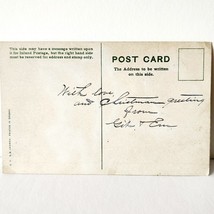 This side may have a message written upon
it for Inland Postage, but the right hand side
must be reserved for address and stamp only.
POST CARD
The Address to be written
on this side.
With love
and Christmas greeting
from